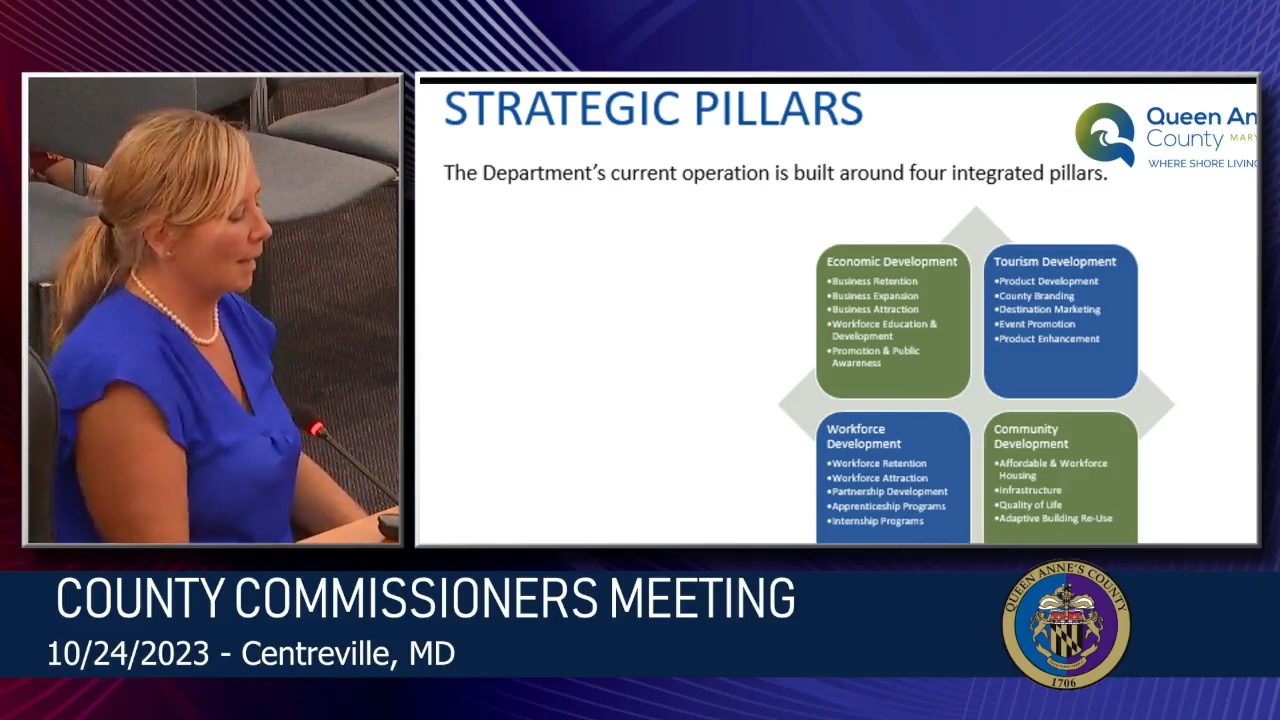 STRATEGIC PILLARS
Queen An
County MARY
WHERE SHORE LIVING
The Department's current operation is built around four integrated pillars.
Economic Development
•Business Retention
•Business Expansion
•Business Attraction
•Workforce Education &
Development
•Promotion & Public
Awareness
Tourism Development
•Product Development
•County Branding
•Destination Marketing
•Event Promotion
•Product Enhancement
Workforce
Development
•Workforce Retention
•Workforce Attraction
•Partnership Development
•Apprenticeship Programs
•Internship Programs
Community
Development
•Affordable & Workforce
Housing
•Infrastructure
•Quality of Life
•Adaptive Building Re-Use
COUNTY COMMISSIONERS MEETING
10/24/2023 - Centreville, MD
QUEEN ANNE'S COUNTY
1706